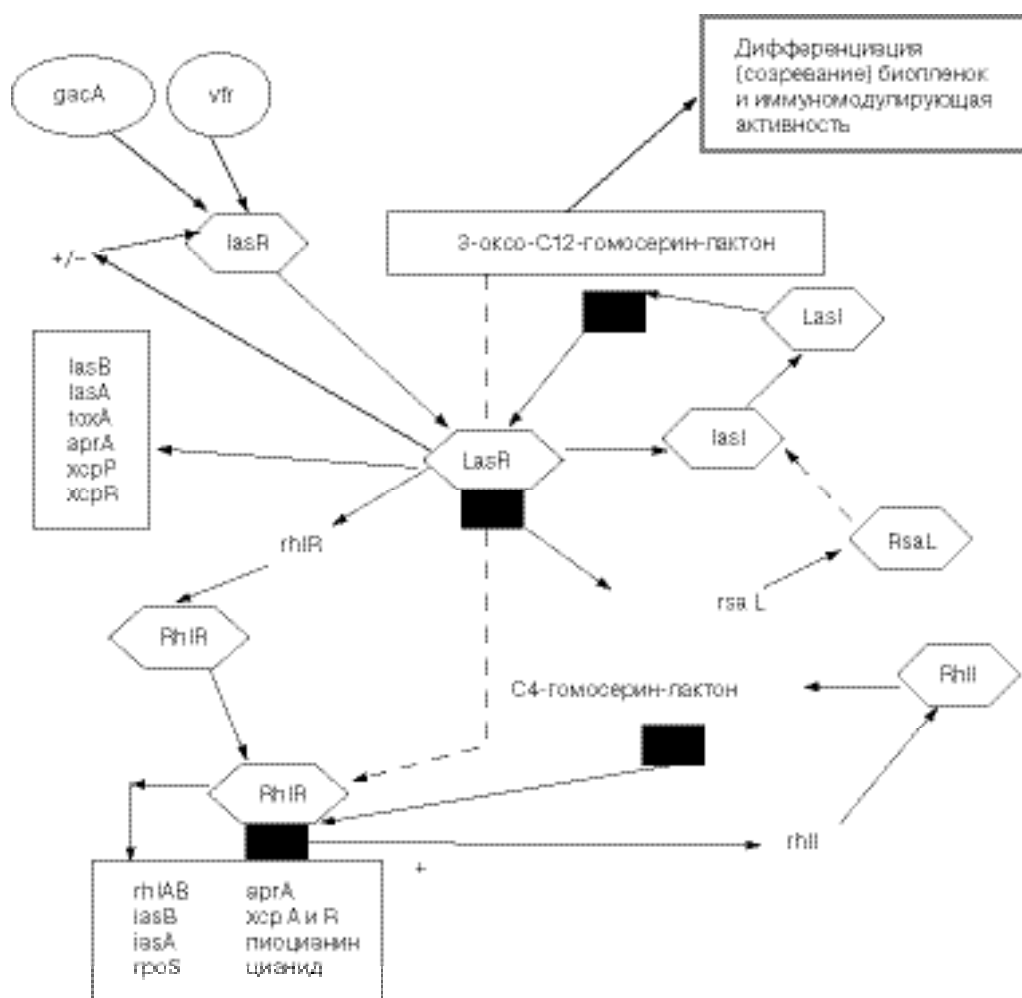 Дифференциация
(созревание) биопленок
и иммуномодулирующая
активность
gacA
vfr
lasR
3-оксо-С12-гомосерин-лактон
+/–
LasI
lasB
lasA
toxA
aprA
xcpP
xcpR
lasI
LasR
RsaL
rhlR
rsa L
RhlR
RhlI
С4-гомосерин-лактон
RhlR
rhlI
+
rhlAB aprA
lasB xcp A и R
lasA пиоцианин
rpoS цианид